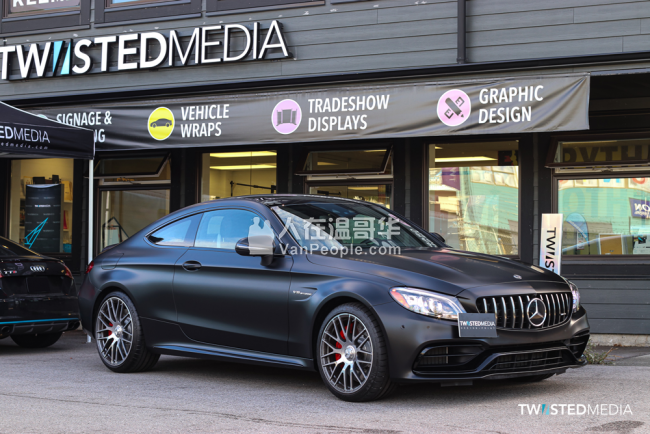 TWISTEDMEDIA
SIGNAGE &
VEHICLE
WRAPS
TRADESHOW
DISPLAYS
GRAPHIC
DESIGN
TWISTEDMEDIA
人在温哥华
VanPeople.com
TWISTEDMEDIA
TWISTEDMEDIA